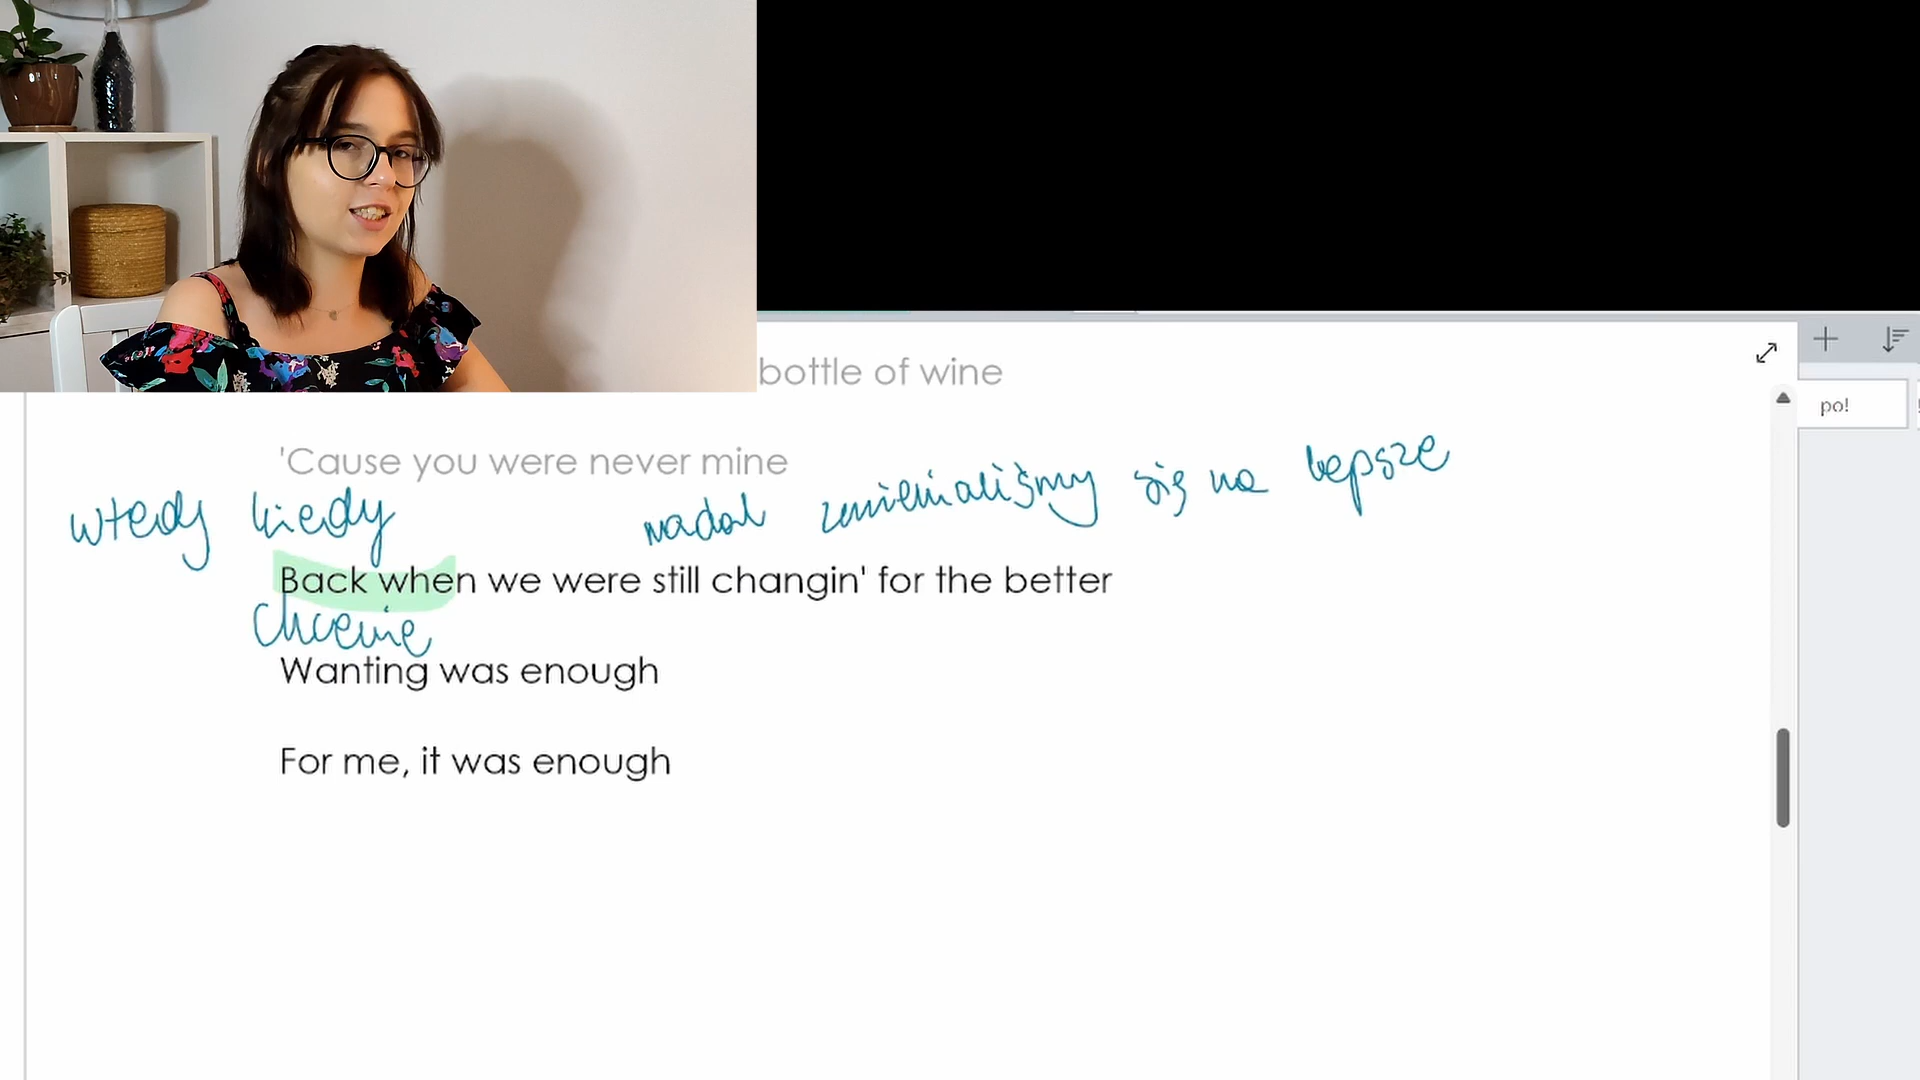 bottle of wine
po!
'Cause you were never mine
wtedy kiedy nadal zmienialiśmy się na lepsze
Back when we were still changin' for the better
Chcenie
Wanting was enough
For me, it was enough